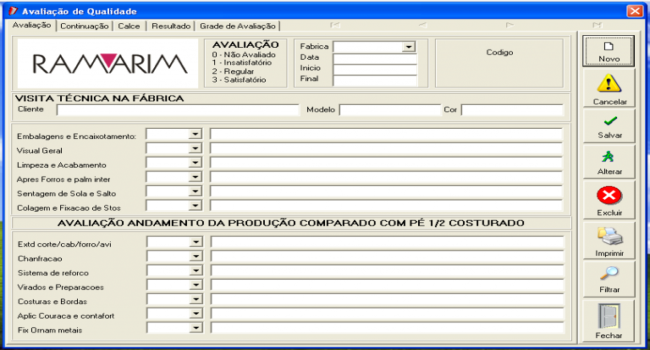 Avaliação de Qualidade
Avaliação Continuação Calce Resultado Grade de Avaliação
RAMARIM
AVALIAÇÃO
0 - Não Avaliado
1 - Insatisfatório
2 - Regular
3 - Satisfatório
Fabrica
Data
Inicio
Final
Codigo
VISITA TÉCNICA NA FÁBRICA
Cliente Modelo Cor
Embalagens e Encaixotamento:
Visual Geral
Limpeza e Acabamento
Apres Forros e palm inter
Sentagem de Sola e Salto
Colagem e Fixacao de Stos
AVALIAÇÃO ANDAMENTO DA PRODUÇÃO COMPARADO COM PÉ 1/2 COSTURADO
Extd corte/cab/forro/avi
Chanfracao
Sistema de reforco
Virados e Preparacoes
Costuras e Bordas
Aplic Couraca e contafort
Fix Ornam metais
Novo
Cancelar
Salvar
Alterar
Excluir
Imprimir
Filtrar
Fechar